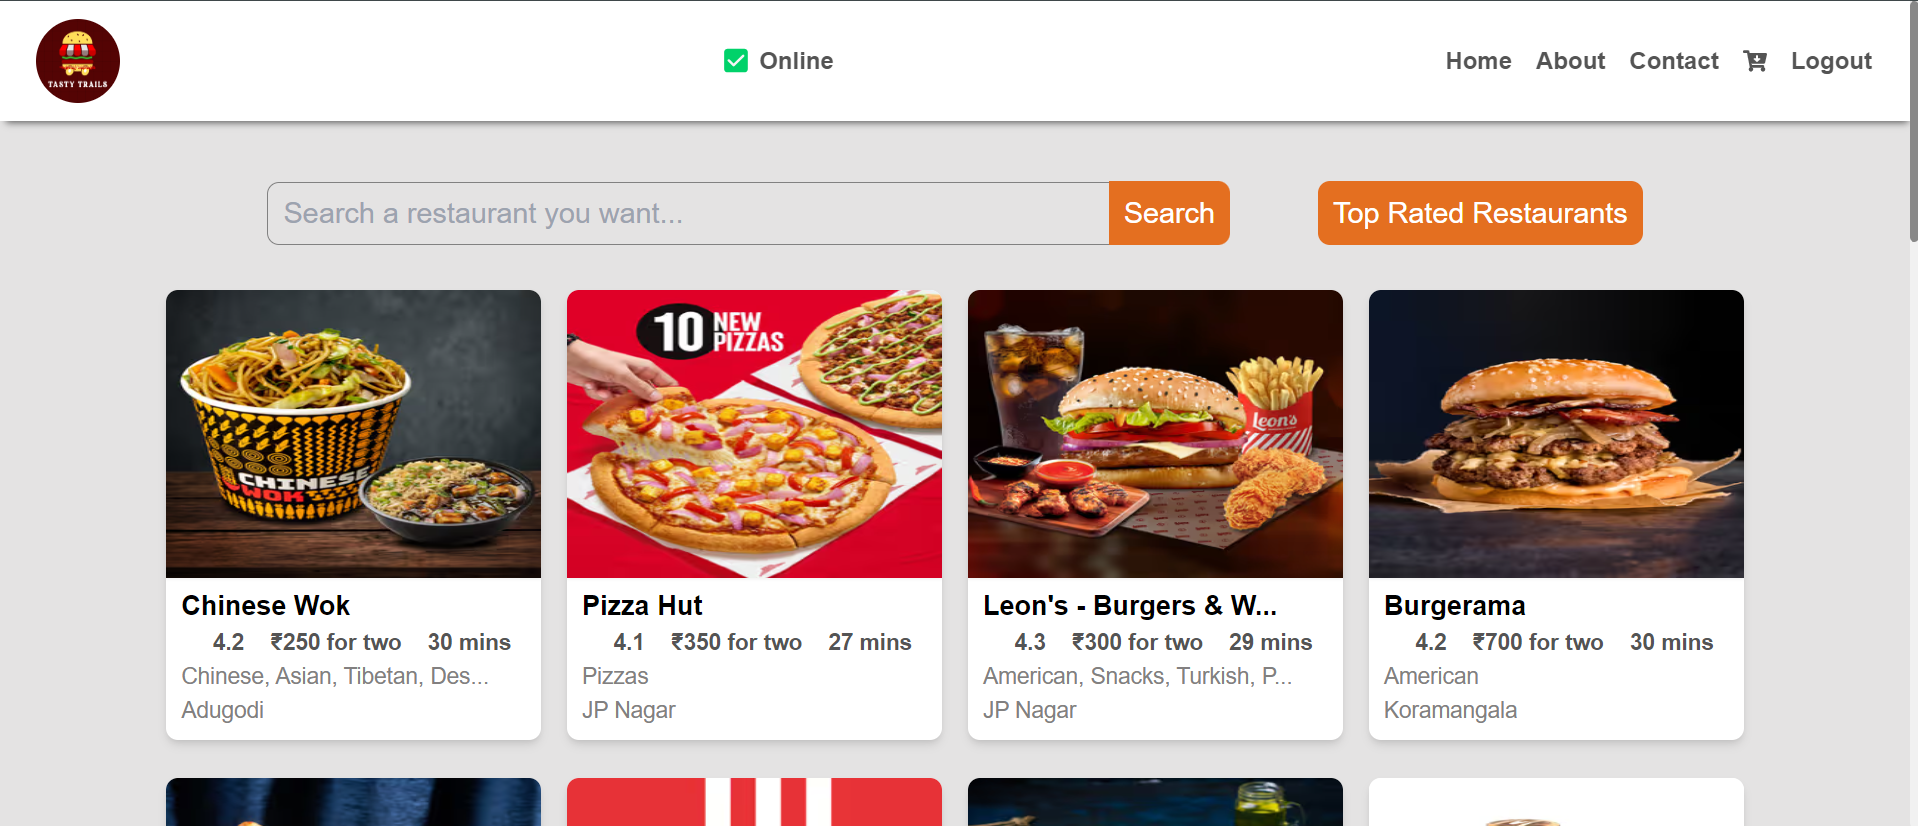 TASTY TRAILS
Online
Home
About
Contact
Logout
Search a restaurant you want...
Search
Top Rated Restaurants
CHINESE
WOK
10 NEW
PIZZAS
Leon's
Chinese Wok
4.2 ₹250 for two 30 mins
Chinese, Asian, Tibetan, Des...
Adugodi
Pizza Hut
4.1 ₹350 for two 27 mins
Pizzas
JP Nagar
Leon's - Burgers & W...
4.3 ₹300 for two 29 mins
American, Snacks, Turkish, P...
JP Nagar
Burgerama
4.2 ₹700 for two 30 mins
American
Koramangala